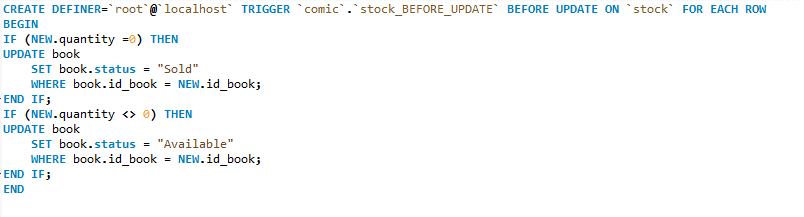 CREATE DEFINER=`root`@`localhost` TRIGGER `comic`.`stock_BEFORE_UPDATE` BEFORE UPDATE ON `stock` FOR EACH ROW
BEGIN
IF (NEW.quantity =0) THEN
UPDATE book
    SET book.status = "Sold"
    WHERE book.id_book = NEW.id_book;
END IF;
IF (NEW.quantity <> 0) THEN
UPDATE book
    SET book.status = "Available"
    WHERE book.id_book = NEW.id_book;
END IF;
END